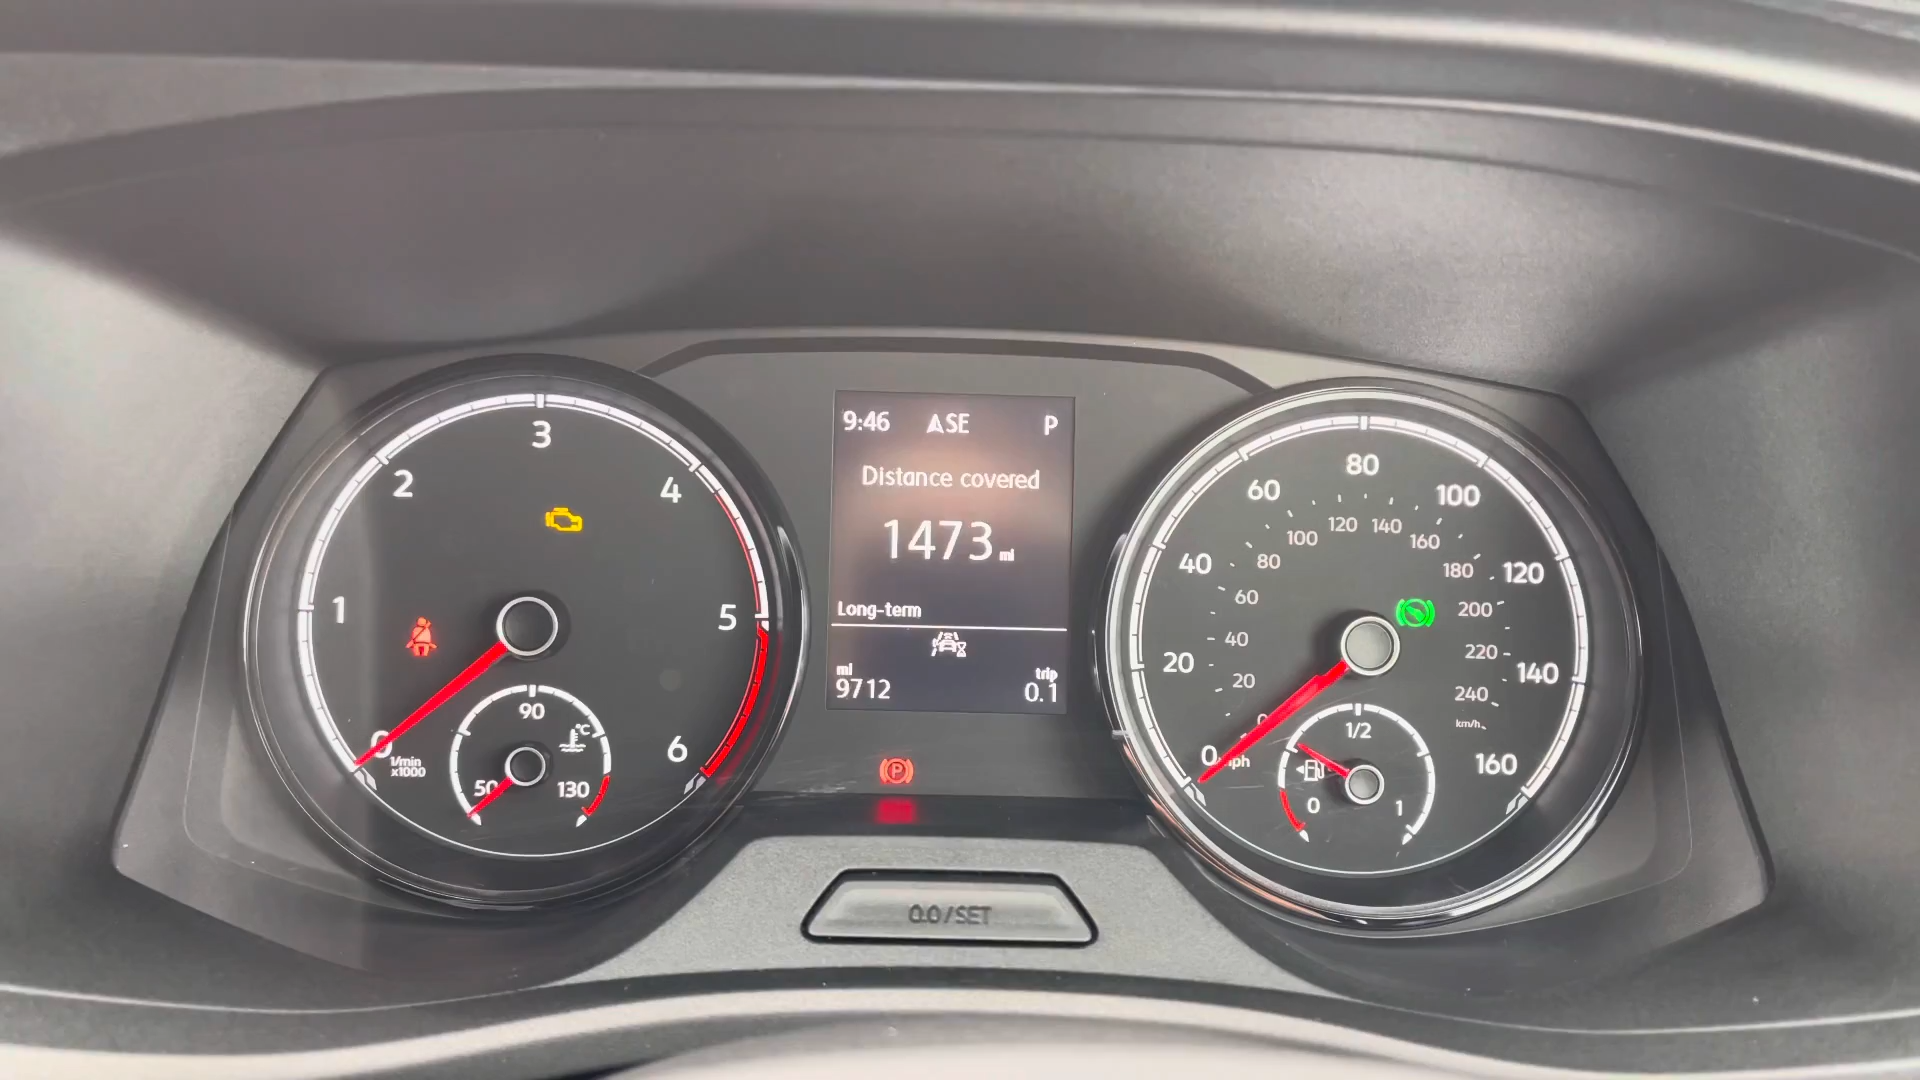 9:46 SE P
Distance covered
1473 mi
Long-term
mi trip
9712 0.1
0 1 2 3 4 5 6
1/min
x1000
50 90 130
°C
P
0.0/SET
0 20 40 60 80 100 120 140 160
mph
0 20 40 60 80 100 120 140 160 180 200 220 240
km/h
0 1/2 1